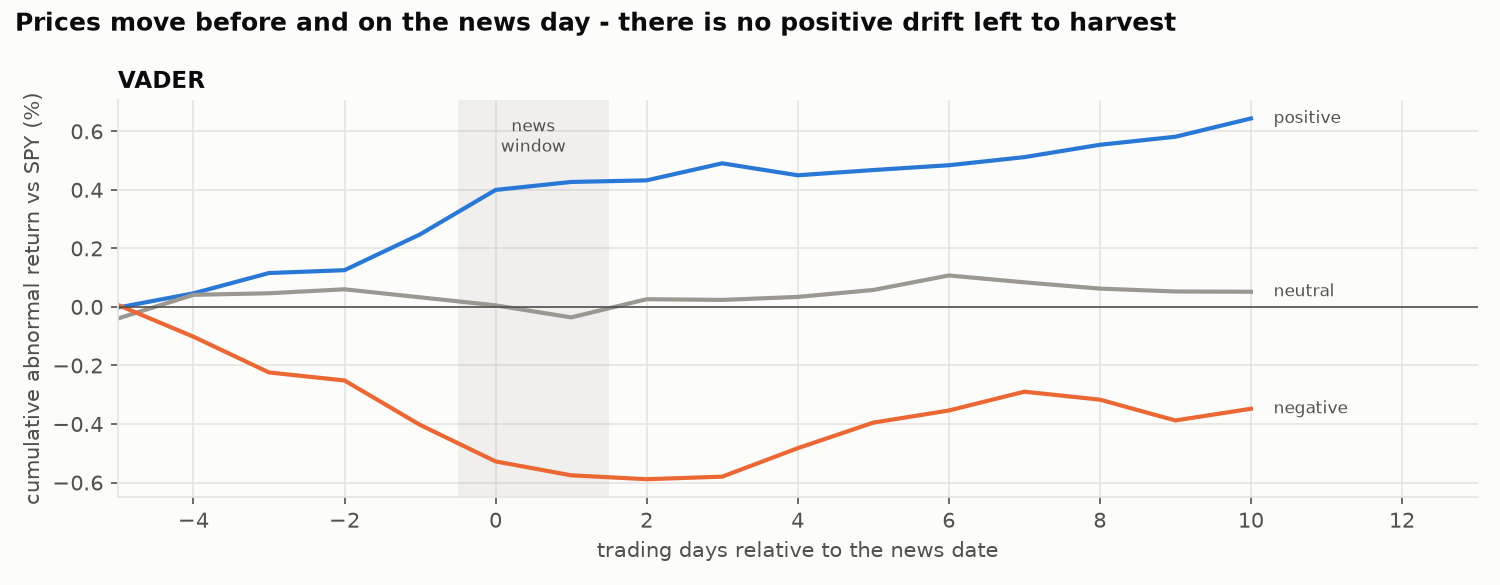 Prices move before and on the news day - there is no positive drift left to harvest
VADER
cumulative abnormal return vs SPY (%)
0.6
0.4
0.2
0.0
−0.2
−0.4
−0.6
news
window
positive
neutral
negative
−4
−2
0
2
4
6
8
10
12
trading days relative to the news date